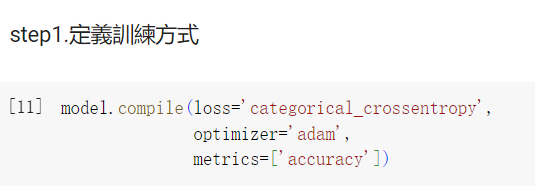 step1.定義訓練方式
[11] model.compile(loss='categorical_crossentropy',
optimizer='adam',
metrics=['accuracy'])